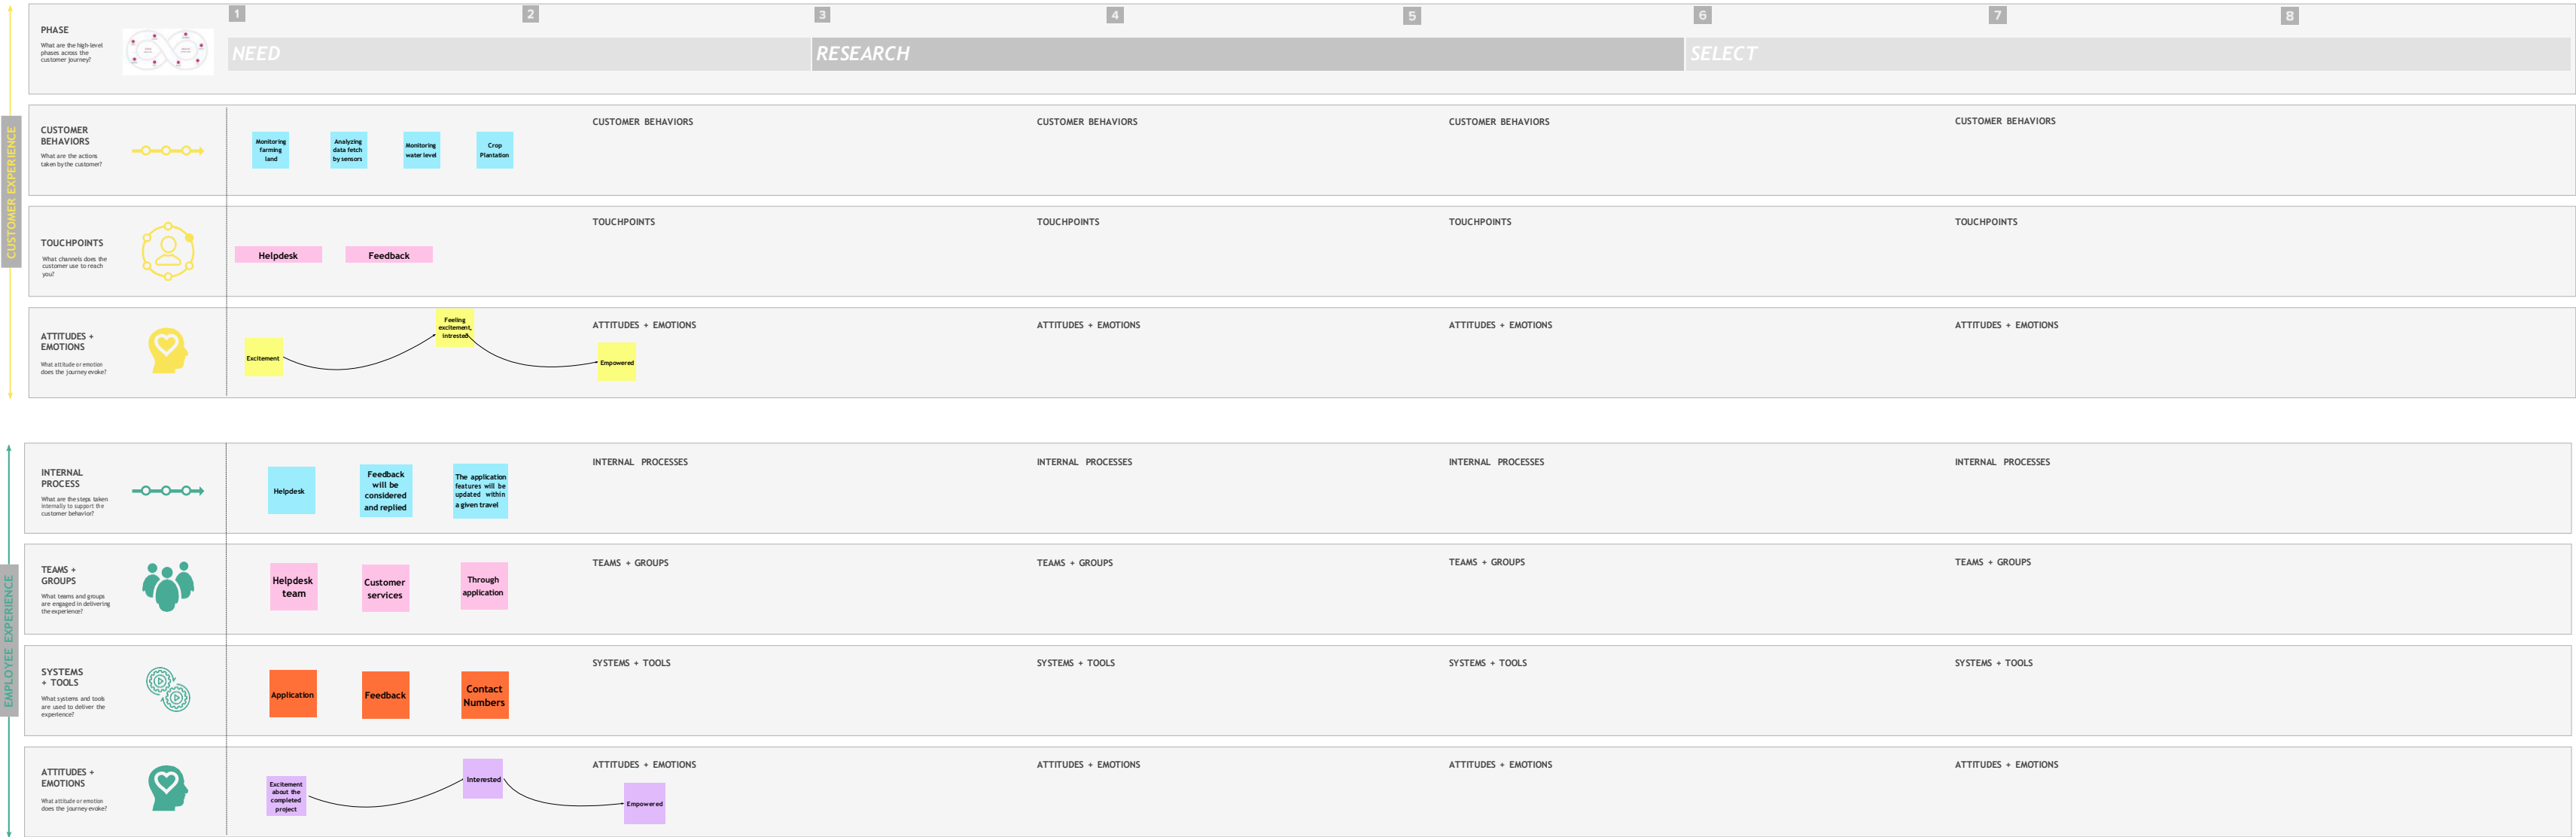 1
2
3
4
5
6
7
8
PHASE
What are the high-level
phases across the
customer journey?
NEED
RESEARCH
SELECT
CUSTOMER EXPERIENCE
CUSTOMER
BEHAVIORS
What are the actions
taken by the customer?
Monitoring
farming
land
Analyzing
data fetch
by sensors
Monitoring
water level
Crop
Plantation
CUSTOMER BEHAVIORS
CUSTOMER BEHAVIORS
CUSTOMER BEHAVIORS
CUSTOMER BEHAVIORS
TOUCHPOINTS
What channels does the
customer use to reach
you?
Helpdesk
Feedback
TOUCHPOINTS
TOUCHPOINTS
TOUCHPOINTS
TOUCHPOINTS
ATTITUDES +
EMOTIONS
What attitude or emotion
does the journey evoke?
Excitement
Feeling
excitement,
intrested
Empowered
ATTITUDES + EMOTIONS
ATTITUDES + EMOTIONS
ATTITUDES + EMOTIONS
ATTITUDES + EMOTIONS
EMPLOYEE EXPERIENCE
INTERNAL
PROCESS
What are the steps taken
internally to support the
customer behavior?
Helpdesk
Feedback
will be
considered
and replied
The application
features will be
updated within
a given travel
INTERNAL PROCESSES
INTERNAL PROCESSES
INTERNAL PROCESSES
INTERNAL PROCESSES
TEAMS +
GROUPS
What teams and groups
are engaged in delivering
the experience?
Helpdesk
team
Customer
services
Through
application
TEAMS + GROUPS
TEAMS + GROUPS
TEAMS + GROUPS
TEAMS + GROUPS
SYSTEMS
+ TOOLS
What systems and tools
are used to deliver the
experience?
Application
Feedback
Contact
Numbers
SYSTEMS + TOOLS
SYSTEMS + TOOLS
SYSTEMS + TOOLS
SYSTEMS + TOOLS
ATTITUDES +
EMOTIONS
What attitude or emotion
does the journey evoke?
Excitement
about the
completed
project
Interested
Empowered
ATTITUDES + EMOTIONS
ATTITUDES + EMOTIONS
ATTITUDES + EMOTIONS
ATTITUDES + EMOTIONS